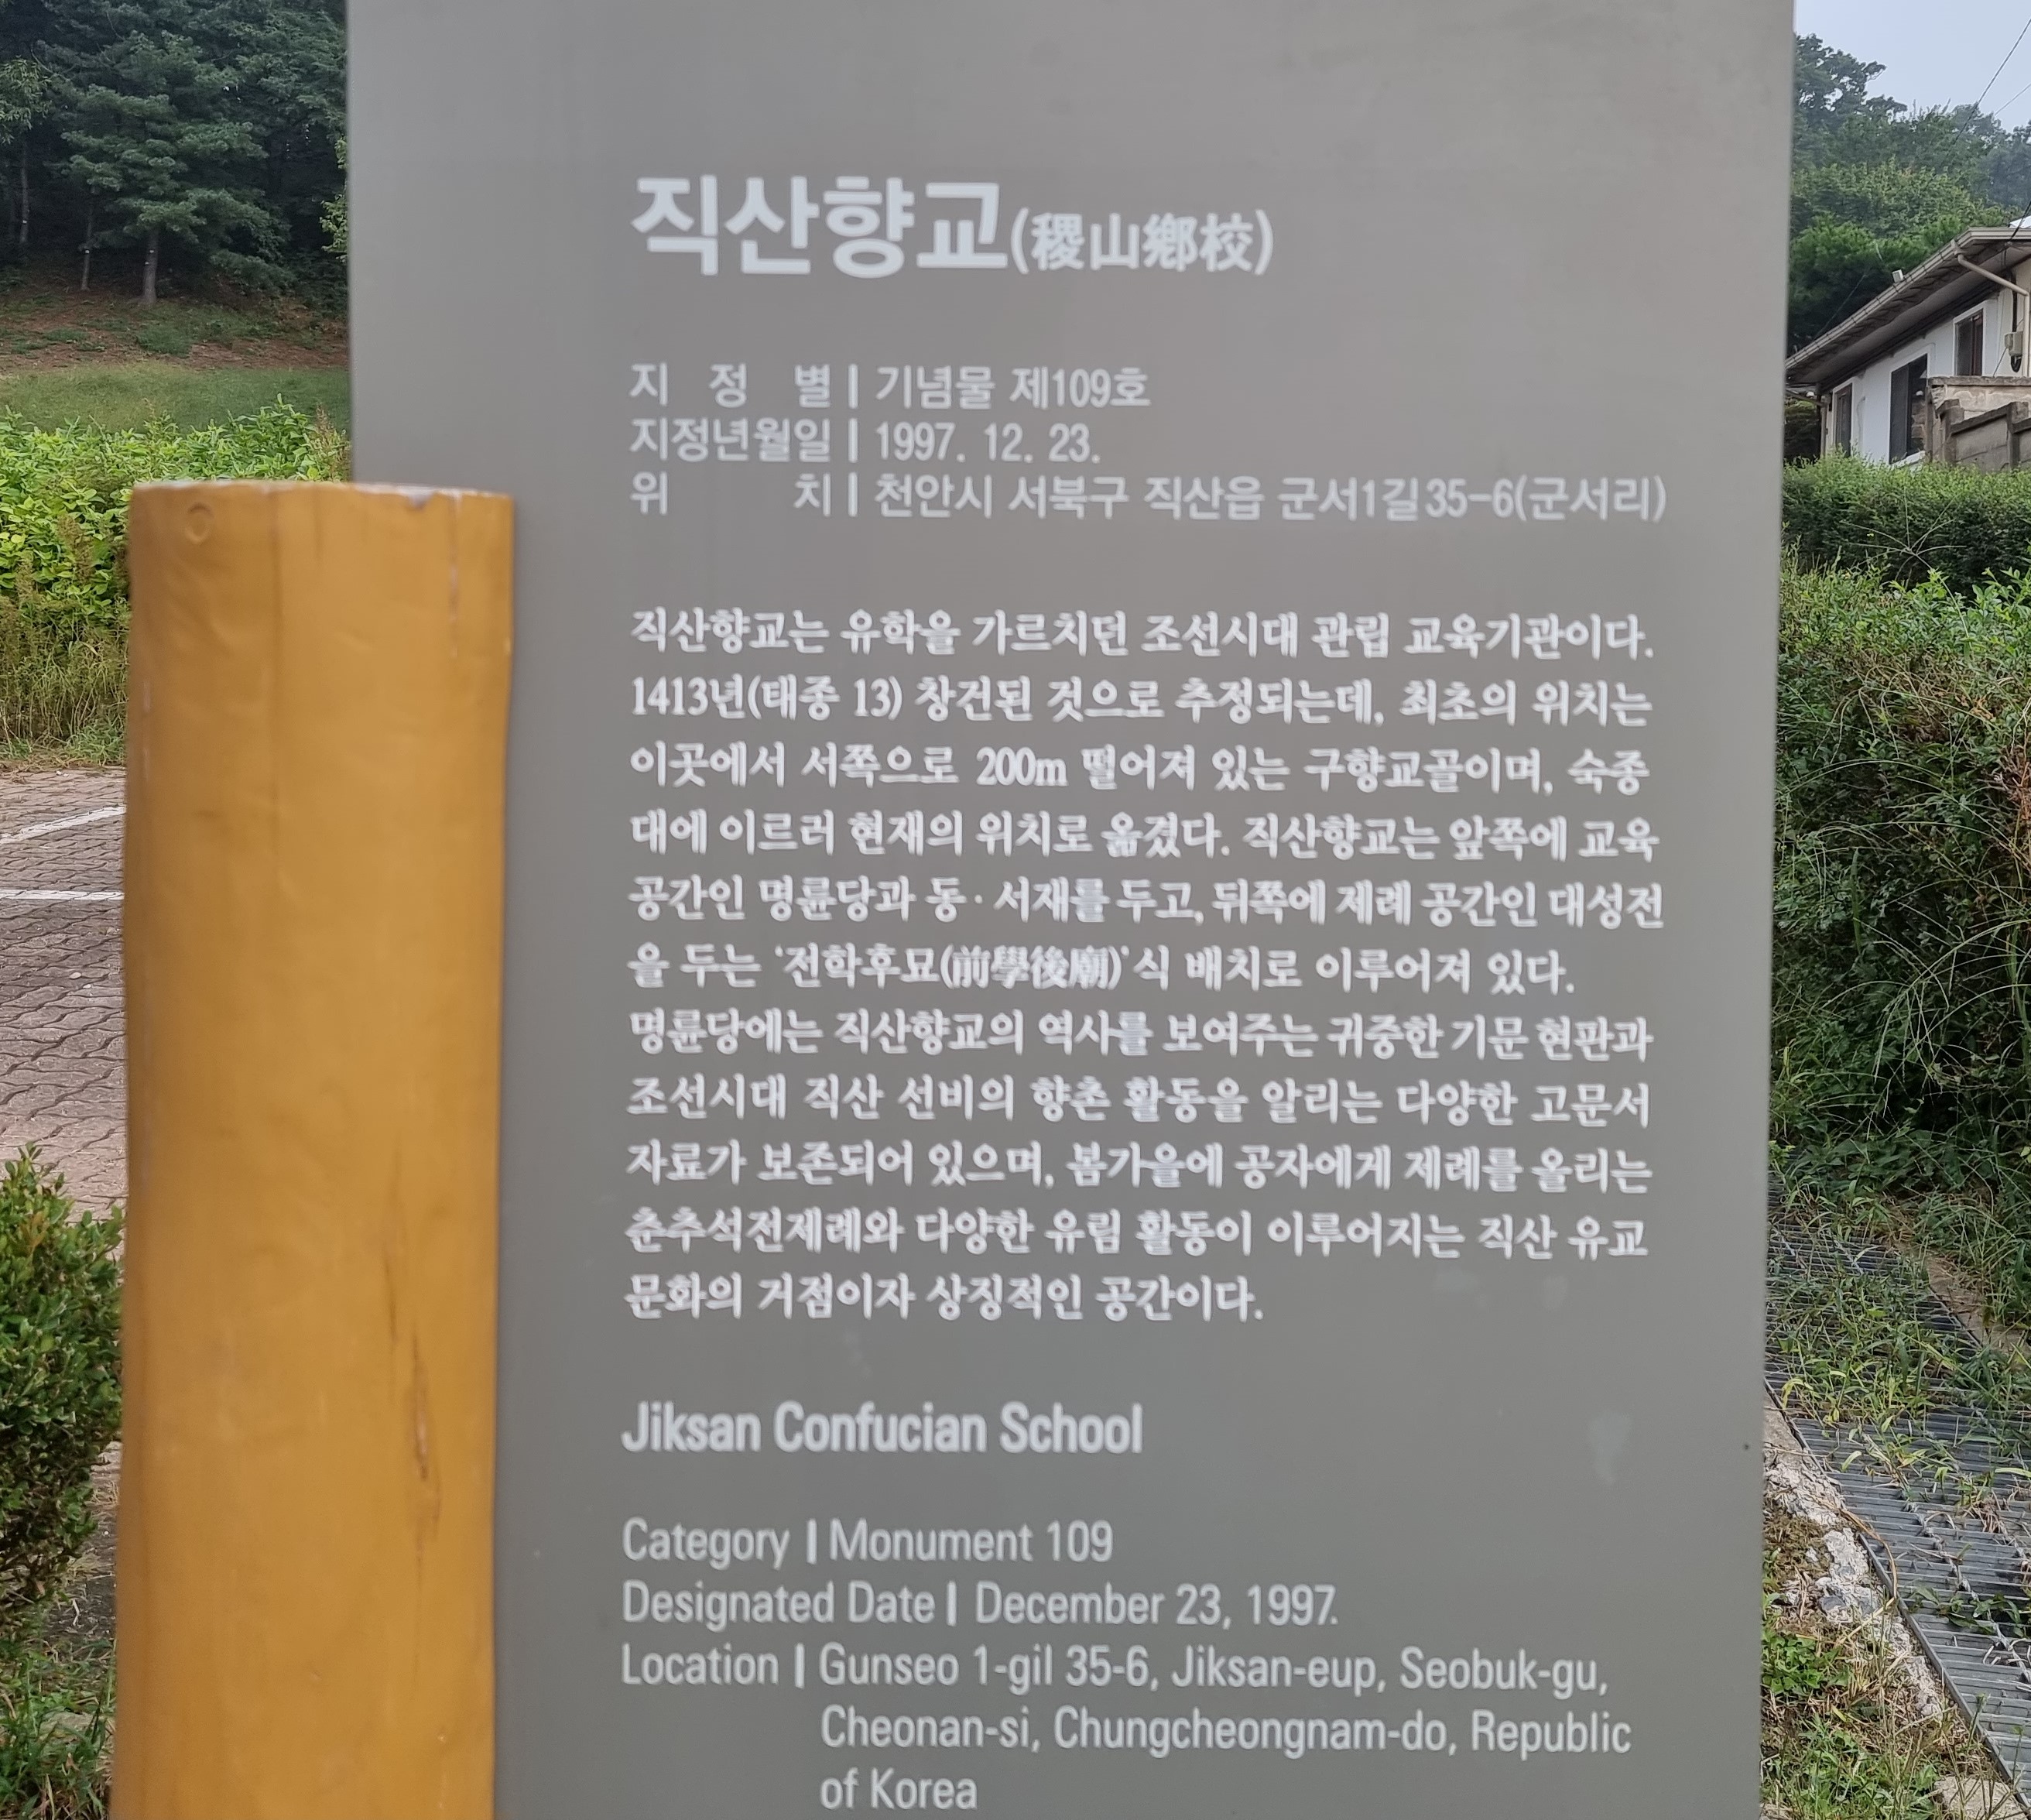 직산향교(稷山鄕校)
지 정 별 | 기념물 제109호
지정년월일 | 1997. 12. 23.
위 치 | 천안시 서북구 직산읍 군서1길 35-6(군서리)
직산향교는 유학을 가르치던 조선시대 관립 교육기관이다.
1413년(태종 13) 창건된 것으로 추정되는데, 최초의 위치는
이곳에서 서쪽으로 200m 떨어져 있는 구향교골이며, 숙종
대에 이르러 현재의 위치로 옮겼다. 직산향교는 앞쪽에 교육
공간인 명륜당과 동·서재를 두고, 뒤쪽에 제례 공간인 대성전
을 두는 '전학후묘(前學後廟)'식 배치로 이루어져 있다.
명륜당에는 직산향교의 역사를 보여주는 귀중한 기문 현판과
조선시대 직산 선비의 향촌 활동을 알리는 다양한 고문서
자료가 보존되어 있으며, 봄가을에 공자에게 제례를 올리는
춘추석전제례와 다양한 유림 활동이 이루어지는 직산 유교
문화의 거점이자 상징적인 공간이다.
Jiksan Confucian School
Category | Monument 109
Designated Date | December 23, 1997.
Location | Gunseo 1-gil 35-6, Jiksan-eup, Seobuk-gu,
Cheonan-si, Chungcheongnam-do, Republic
of Korea